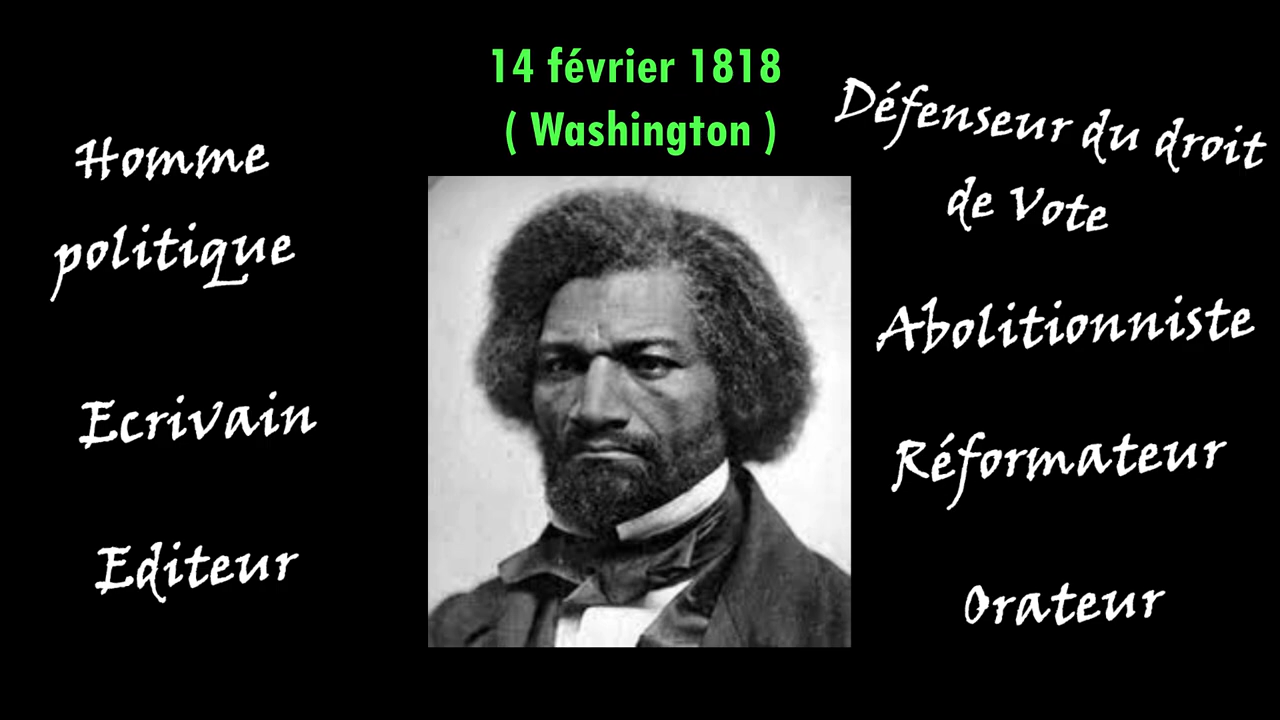 14 février 1818
( Washington )
Homme
politique
Ecrivain
Editeur
Défenseur du droit
de Vote
Abolitionniste
Réformateur
Orateur